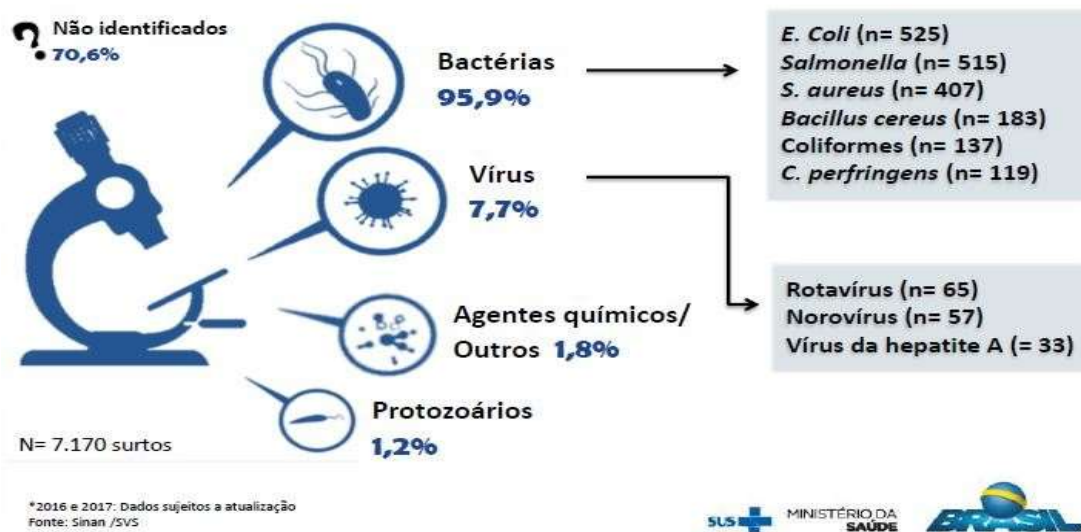 ?
Não identificados
70,6%
Bactérias
95,9%
E. Coli (n= 525)
Salmonella (n= 515)
S. aureus (n= 407)
Bacillus cereus (n= 183)
Coliformes (n= 137)
C. perfringens (n= 119)
Vírus
7,7%
Rotavírus (n= 65)
Norovírus (n= 57)
Vírus da hepatite A (= 33)
Agentes químicos/
Outros 1,8%
Protozoários
1,2%
N= 7.170 surtos
*2016 e 2017: Dados sujeitos a atualização
Fonte: Sinan /SVS
SUS
MINISTÉRIO DA
SAÚDE
BRASIL